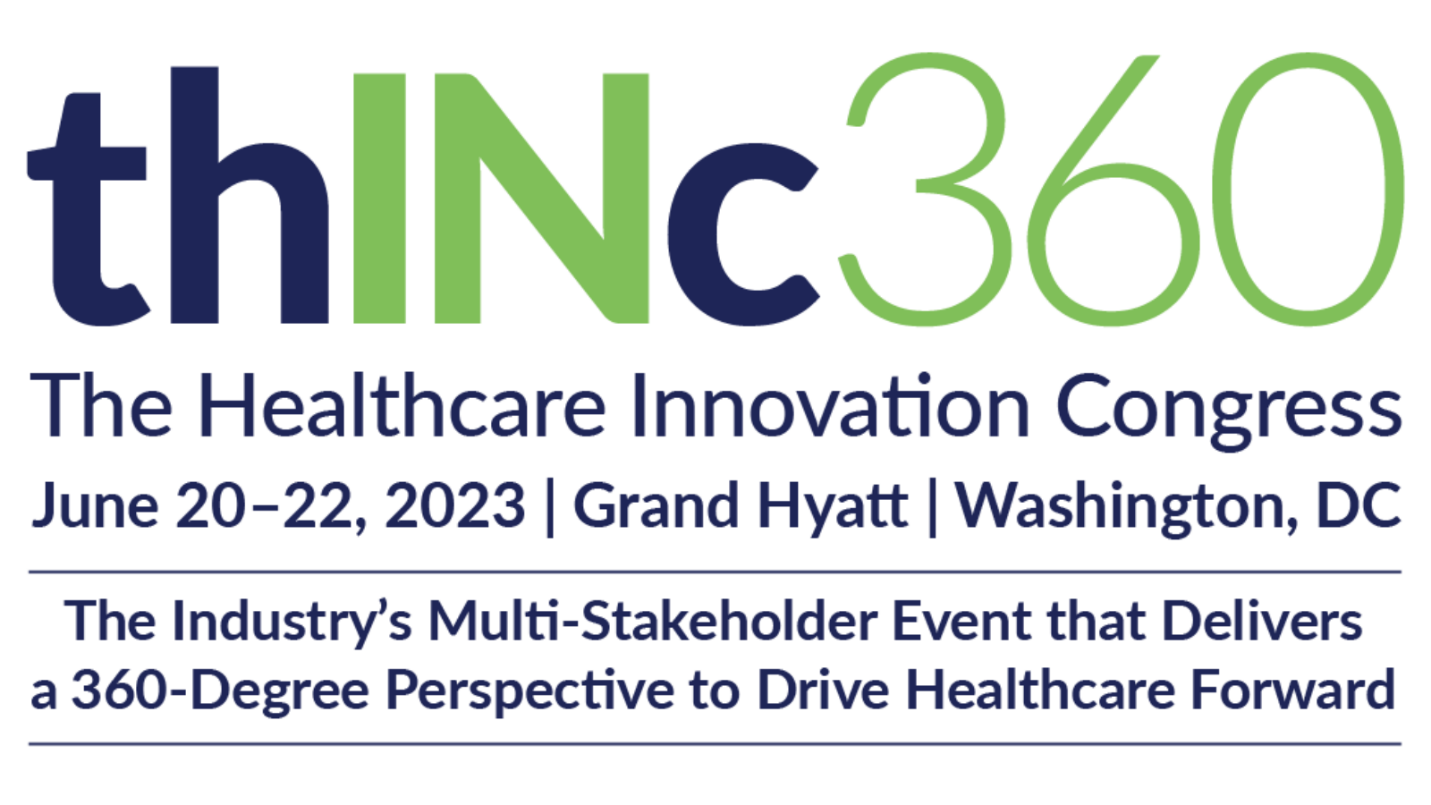 thINc360
The Healthcare Innovation Congress
June 20–22, 2023 | Grand Hyatt | Washington, DC
The Industry’s Multi-Stakeholder Event that Delivers
a 360-Degree Perspective to Drive Healthcare Forward